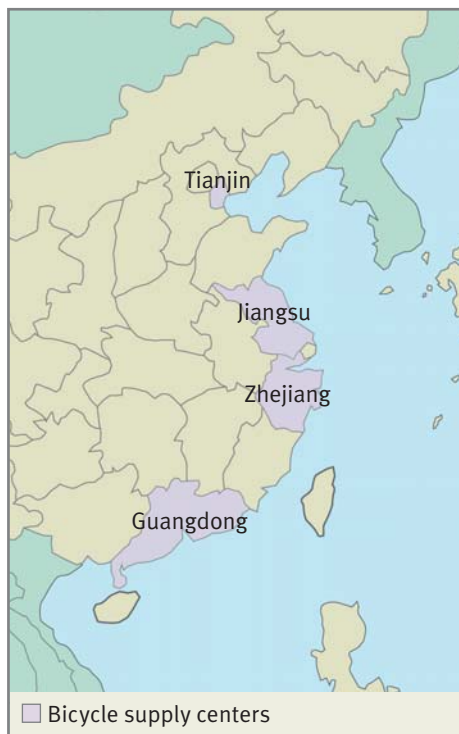 Tianjin
Jiangsu
Zhejiang
Guangdong
Bicycle supply centers